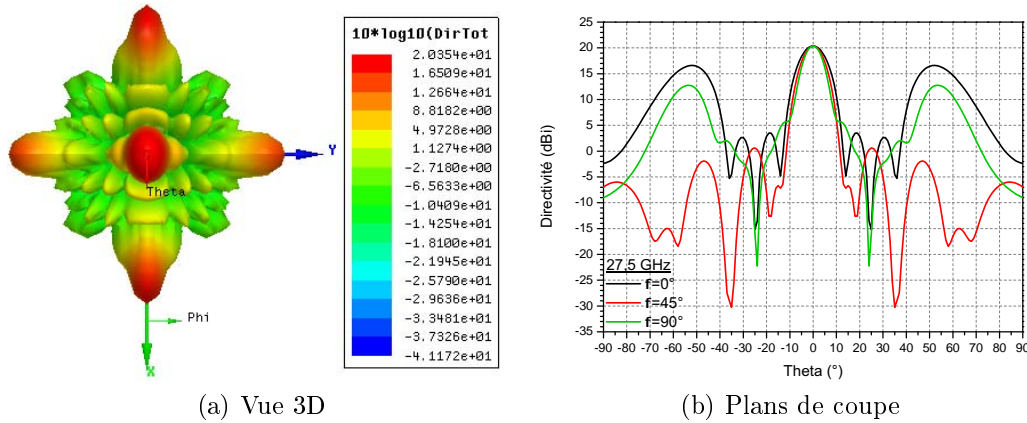 10*log10(DirTot
2.0354e+01
1.6509e+01
1.2664e+01
8.8182e+00
4.9728e+00
1.1274e+00
-2.7180e+00
-6.5633e+00
-1.0409e+01
-1.4254e+01
-1.8100e+01
-2.1945e+01
-2.5790e+01
-2.9636e+01
-3.3481e+01
-3.7326e+01
-4.1172e+01
Y
Theta
Phi
X
(a) Vue 3D
25
20
15
10
5
0
-5
-10
-15
-20
-25
-30
-35
Directivité (dBi)
27,5 GHz
f=0°
f=45°
f=90°
-90 -80 -70 -60 -50 -40 -30 -20 -10 0 10 20 30 40 50 60 70 80 90
Theta (°)
(b) Plans de coupe